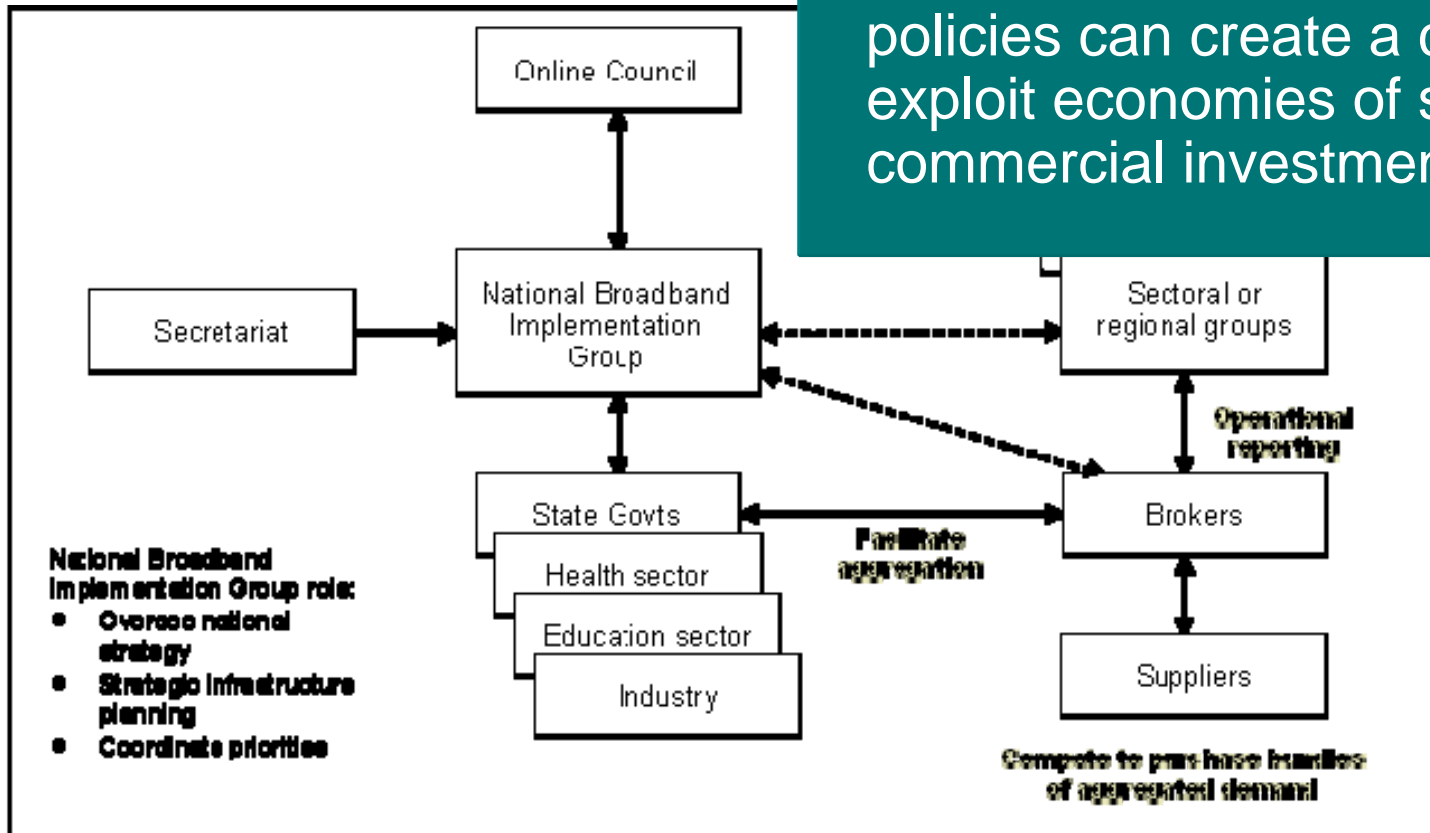 policies can create a
exploit economies of
commercial investmen
Online Council
National Broadband
Implementation
Group
Secretariat
Sectoral or
regional groups
Operational
reporting
State Govts
Health sector
Education sector
Industry
Facilitate
aggregation
Brokers
Suppliers
Compete to purchase bundles
of aggregated demand
National Broadband
Implementation Group role:
• Oversee national
strategy
• Strategic infrastructure
planning
• Coordinate priorities